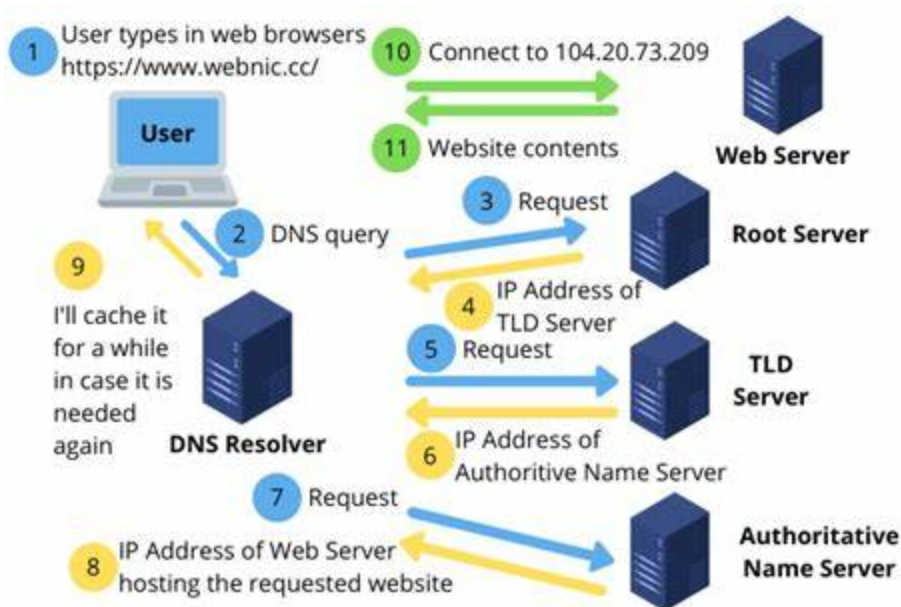 1
User types in web browsers
https://www.webnic.cc/
10
Connect to 104.20.73.209
User
11
Website contents
Web Server
2
DNS query
3
Request
Root Server
4
IP Address of
TLD Server
9
I'll cache it
for a while
in case it is
needed
again
DNS Resolver
5
Request
TLD
Server
6
IP Address of
Authoritive Name Server
7
Request
8
IP Address of Web Server
hosting the requested website
Authoritative
Name Server